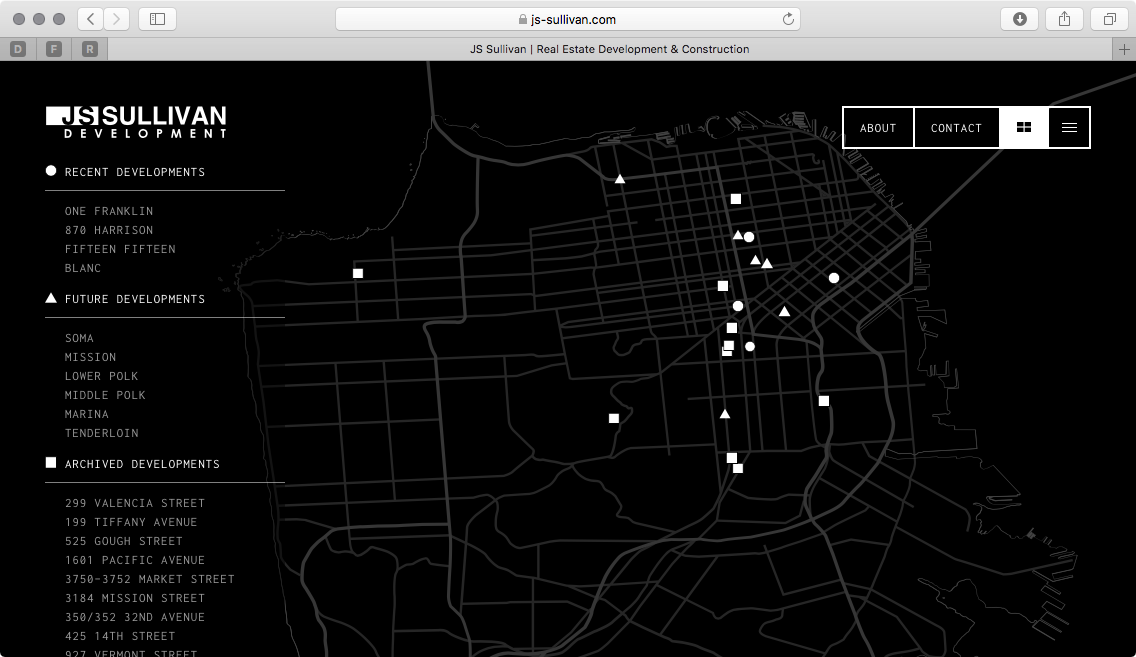 js-sullivan.com
D F R
JS Sullivan | Real Estate Development & Construction
JS SULLIVAN
DEVELOPMENT
ABOUT
CONTACT
RECENT DEVELOPMENTS
ONE FRANKLIN
870 HARRISON
FIFTEEN FIFTEEN
BLANC
FUTURE DEVELOPMENTS
SOMA
MISSION
LOWER POLK
MIDDLE POLK
MARINA
TENDERLOIN
ARCHIVED DEVELOPMENTS
299 VALENCIA STREET
199 TIFFANY AVENUE
525 GOUGH STREET
1601 PACIFIC AVENUE
3750-3752 MARKET STREET
3184 MISSION STREET
350/352 32ND AVENUE
425 14TH STREET
927 VERMONT STREET